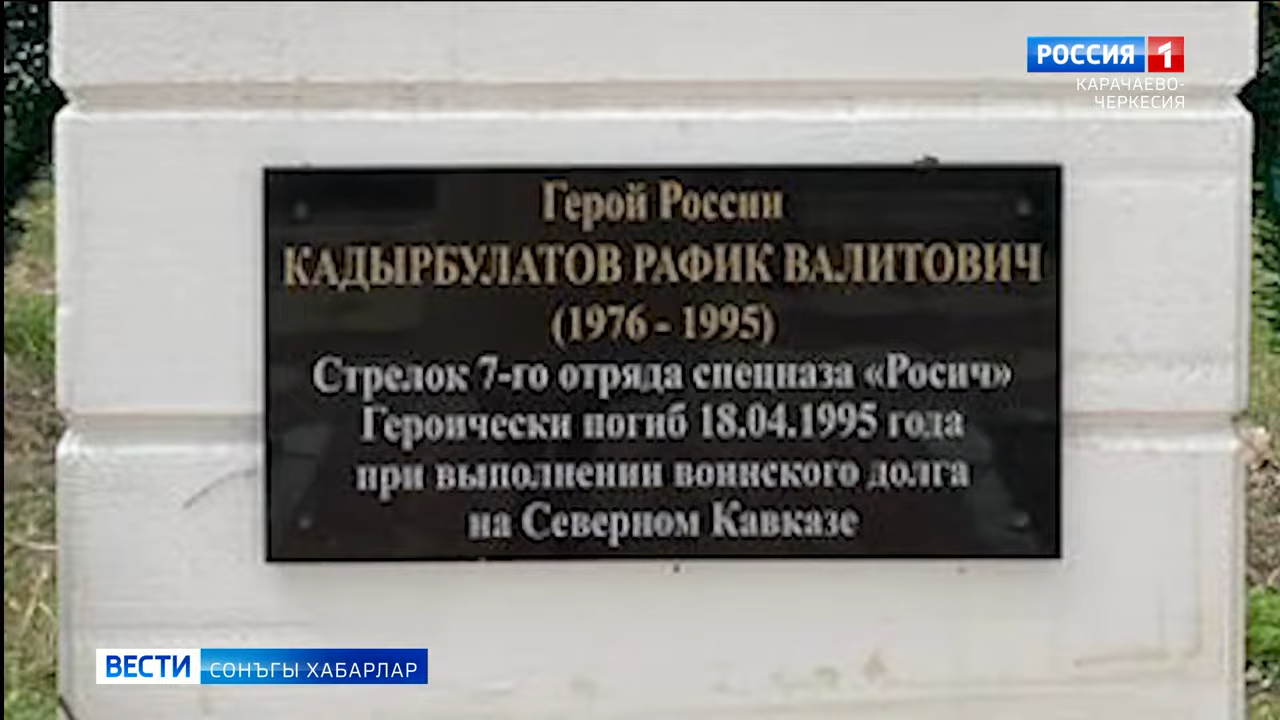 РОССИЯ 1
КАРАЧАЕВО-
ЧЕРКЕСИЯ
Герой России
КАДЫРБУЛАТОВ РАФИК ВАЛИТОВИЧ
(1976 - 1995)
Стрелок 7-го отряда спецназа «Росич»
Героически погиб 18.04.1995 года
при выполнении воинского долга
на Северном Кавказе
ВЕСТИ СОНЪГЫ ХАБАРЛАР